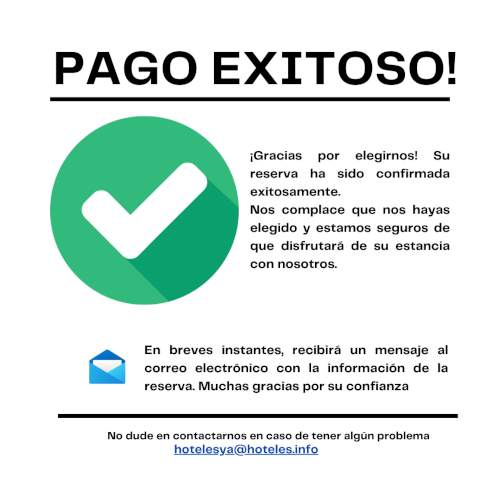 PAGO EXITOSO!
¡Gracias por elegirnos! Su
reserva ha sido confirmada
exitosamente.
Nos complace que nos hayas
elegido y estamos seguros de
que disfrutará de su estancia
con nosotros.
En breves instantes, recibirá un mensaje al
correo electrónico con la información de la
reserva. Muchas gracias por su confianza
No dude en contactarnos en caso de tener algún problema
hotelesya@hoteles.info